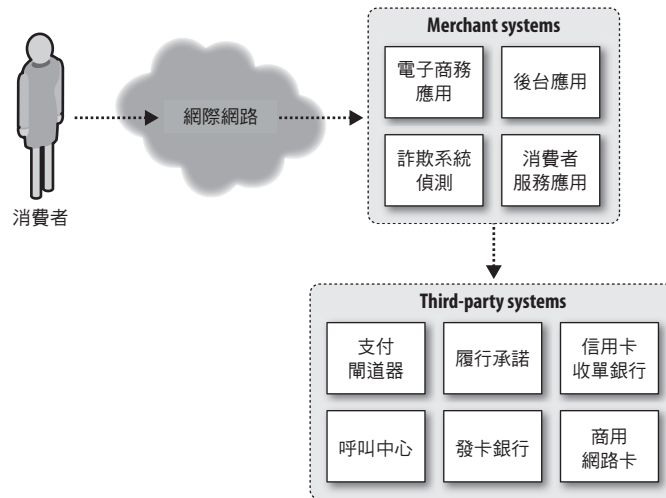 消費者
網際網路
Merchant systems
電子商務
應用
後台應用
詐欺系統
偵測
消費者
服務應用
Third-party systems
支付
閘道器
履行承諾
信用卡
收單銀行
呼叫中心
發卡銀行
商用
網路卡